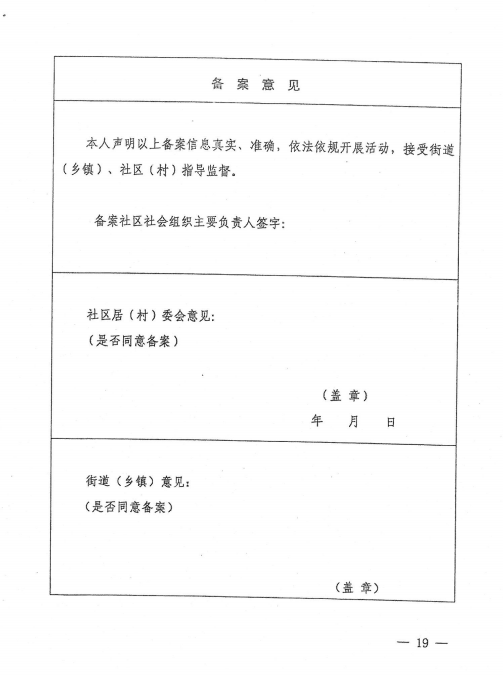 备案意见
本人声明以上备案信息真实、准确，依法依规开展活动，接受街道
（乡镇）、社区（村）指导监督。
备案社区社会组织主要负责人签字：
社区居（村）委会意见：
（是否同意备案）
（盖章）
年 月 日
街道（乡镇）意见：
（是否同意备案）
（盖章）
— 19 —